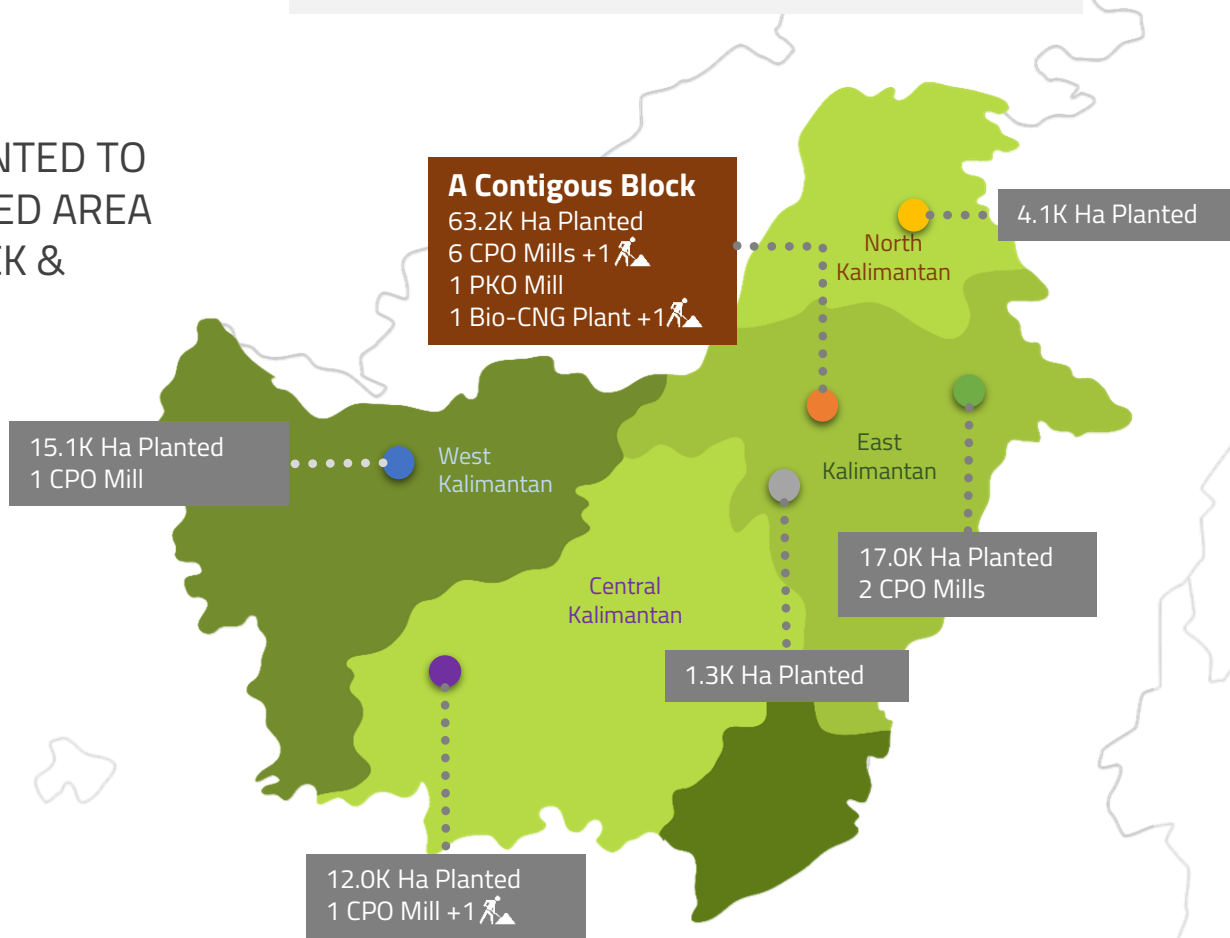 NTED TO
ED AREA
EK &
A Contigous Block
63.2K Ha Planted
6 CPO Mills +1
1 PKO Mill
1 Bio-CNG Plant +1
4.1K Ha Planted
North
Kalimantan
15.1K Ha Planted
1 CPO Mill
West
Kalimantan
East
Kalimantan
17.0K Ha Planted
2 CPO Mills
Central
Kalimantan
1.3K Ha Planted
12.0K Ha Planted
1 CPO Mill +1